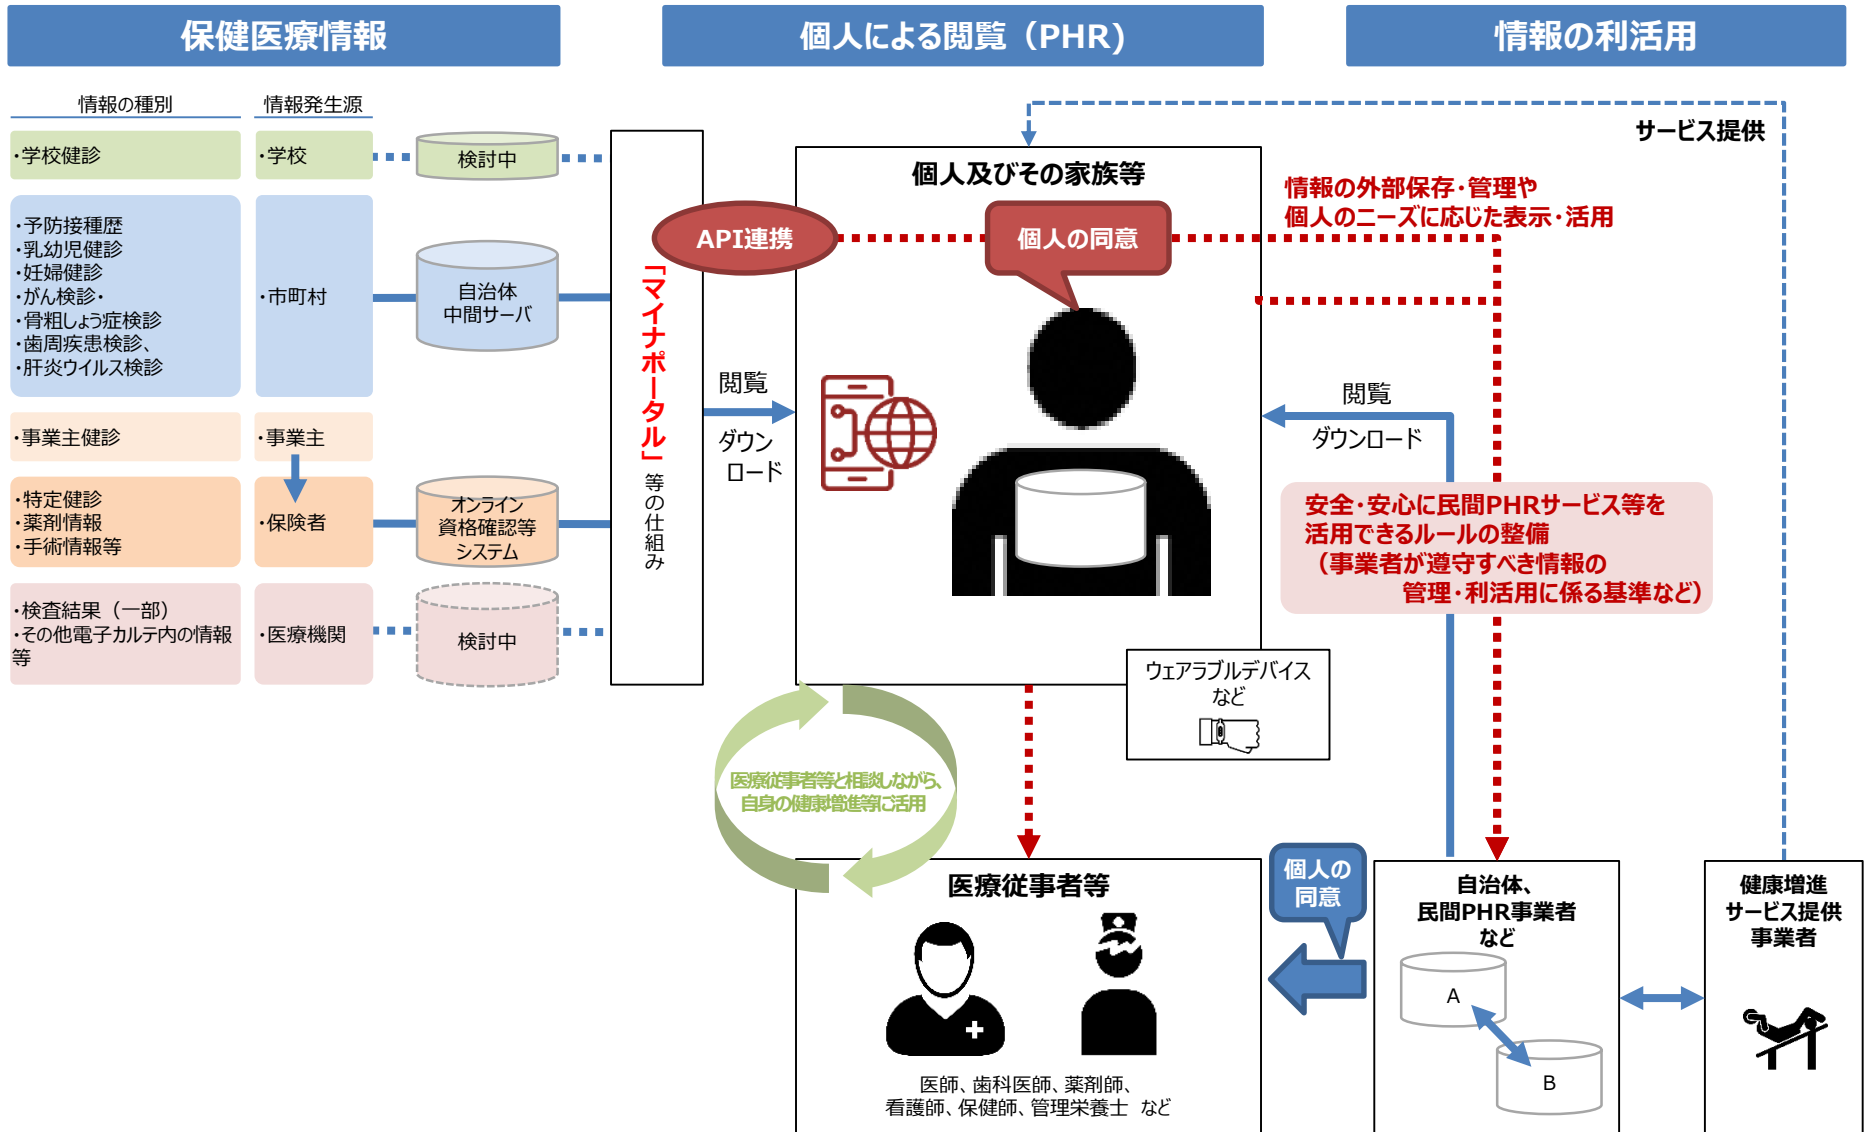 保健医療情報
個人による閲覧（PHR)
情報の利活用
情報の種別
情報発生源
・学校健診
・学校
検討中
・予防接種歴
・乳幼児健診
・妊婦健診
・がん検診・
・骨粗しょう症検診
・歯周疾患検診、
・肝炎ウイルス検診
・市町村
自治体
中間サーバ
・事業主健診
・事業主
・特定健診
・薬剤情報
・手術情報等
・保険者
オンライン
資格確認等
システム
・検査結果（一部）
・その他電子カルテ内の情報
等
・医療機関
検討中
「マイナポータル」等の仕組み
API連携
閲覧
ダウン
ロード
個人及びその家族等
個人の同意
ウェアラブルデバイス
など
サービス提供
情報の外部保存・管理や
個人のニーズに応じた表示・活用
閲覧
ダウンロード
安全・安心に民間PHRサービス等を
活用できるルールの整備
（事業者が遵守すべき情報の
管理・利活用に係る基準など）
医療従事者等と相談しながら、
自身の健康増進等に活用
医療従事者等
医師、歯科医師、薬剤師、
看護師、保健師、管理栄養士 など
個人の
同意
自治体、
民間PHR事業者
など
A
B
健康増進
サービス提供
事業者